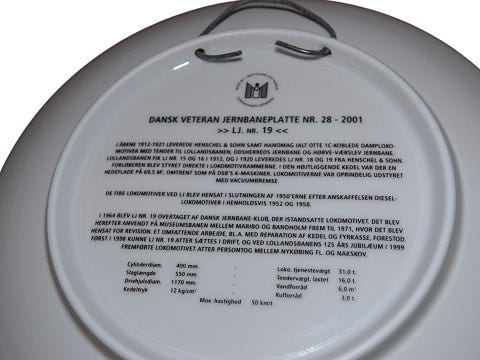 DANSK VETERAN JERNBANEPLATTE NR. 28 - 2001
>> LJ. NR. 19 <<
I ÅRENE 1912-1921 LEVEREDE HENSCHEL & SOHN SAMT HANOMAG IALT OTTE 1C-KOBLEDE DAMPLOKO-
MOTIVER MED TENDER TIL LOLLANDSBANEN, ODSHERREDS JERNBANE OG HØRVE-VÆRSLEV JERNBANE.
LOLLANDSBANEN FIK LJ NR. 15 OG 16 I 1912, OG I 1920 LEVEREDES LJ NR. 18 OG 19 FRA HENSCHEL & SOHN.
FORLØBEREN BLEV STYRET DIREKTE I LOKOMOTIVRAMMERNE. I DEN HØJTLIGGENDE KEDEL VAR DER EN
HEDEFLADE PÅ 69,5 M², OMTRENT SOM PÅ DSB'S K-MASKINER. LOKOMOTIVERNE VAR OPRINDELIG UDSTYRET
MED VACUUMBREMSE.
DE FIRE LOKOMOTIVER VED LJ BLEV HENSAT I SLUTNINGEN AF 1950'ERNE EFTER ANSKAFFELSEN DIESEL-
LOKOMOTIVER I HENHOLDSVIS 1952 OG 1958.
I 1964 BLEV LJ NR. 19 OVERTAGET AF DANSK JERNBANE-KLUB, DER ISTANDSATTE LOKOMOTIVET. DET BLEV
HEREFTER ANVENDT PÅ MUSEUMSBANEN MELLEM MARIBO OG BANDHOLM FREM TIL 1971, HVOR DET BLEV
HENSAT FOR REVISION. ET OMFATTENDE ARBEJDE, BL.A. MED REPARATION AF KEDEL OG FYRKASSE, FORESTOD.
FØRST I 1998 KUNNE LJ NR. 19 ATTER SÆTTES I DRIFT, OG VED LOLLANDSBANENS 125 ÅRS JUBILÆUM I 1999
FREMFØRTE LOKOMOTIVET ATTER PERSONTOG MELLEM NYKØBING FL. OG NAKSKOV.
Cylinderdiam. 400 mm. Loko. tjenestevægt 31,0 t.
Slaglængde 550 mm. Tendervægt, lastet 16,0 t.
Drivhjulsdiam. 1170 mm. Vandforråd 6,0 m³
Kedeltryk 12 kg/cm² Kulforråd 3,0 t.
Max. hastighed 50 km/t